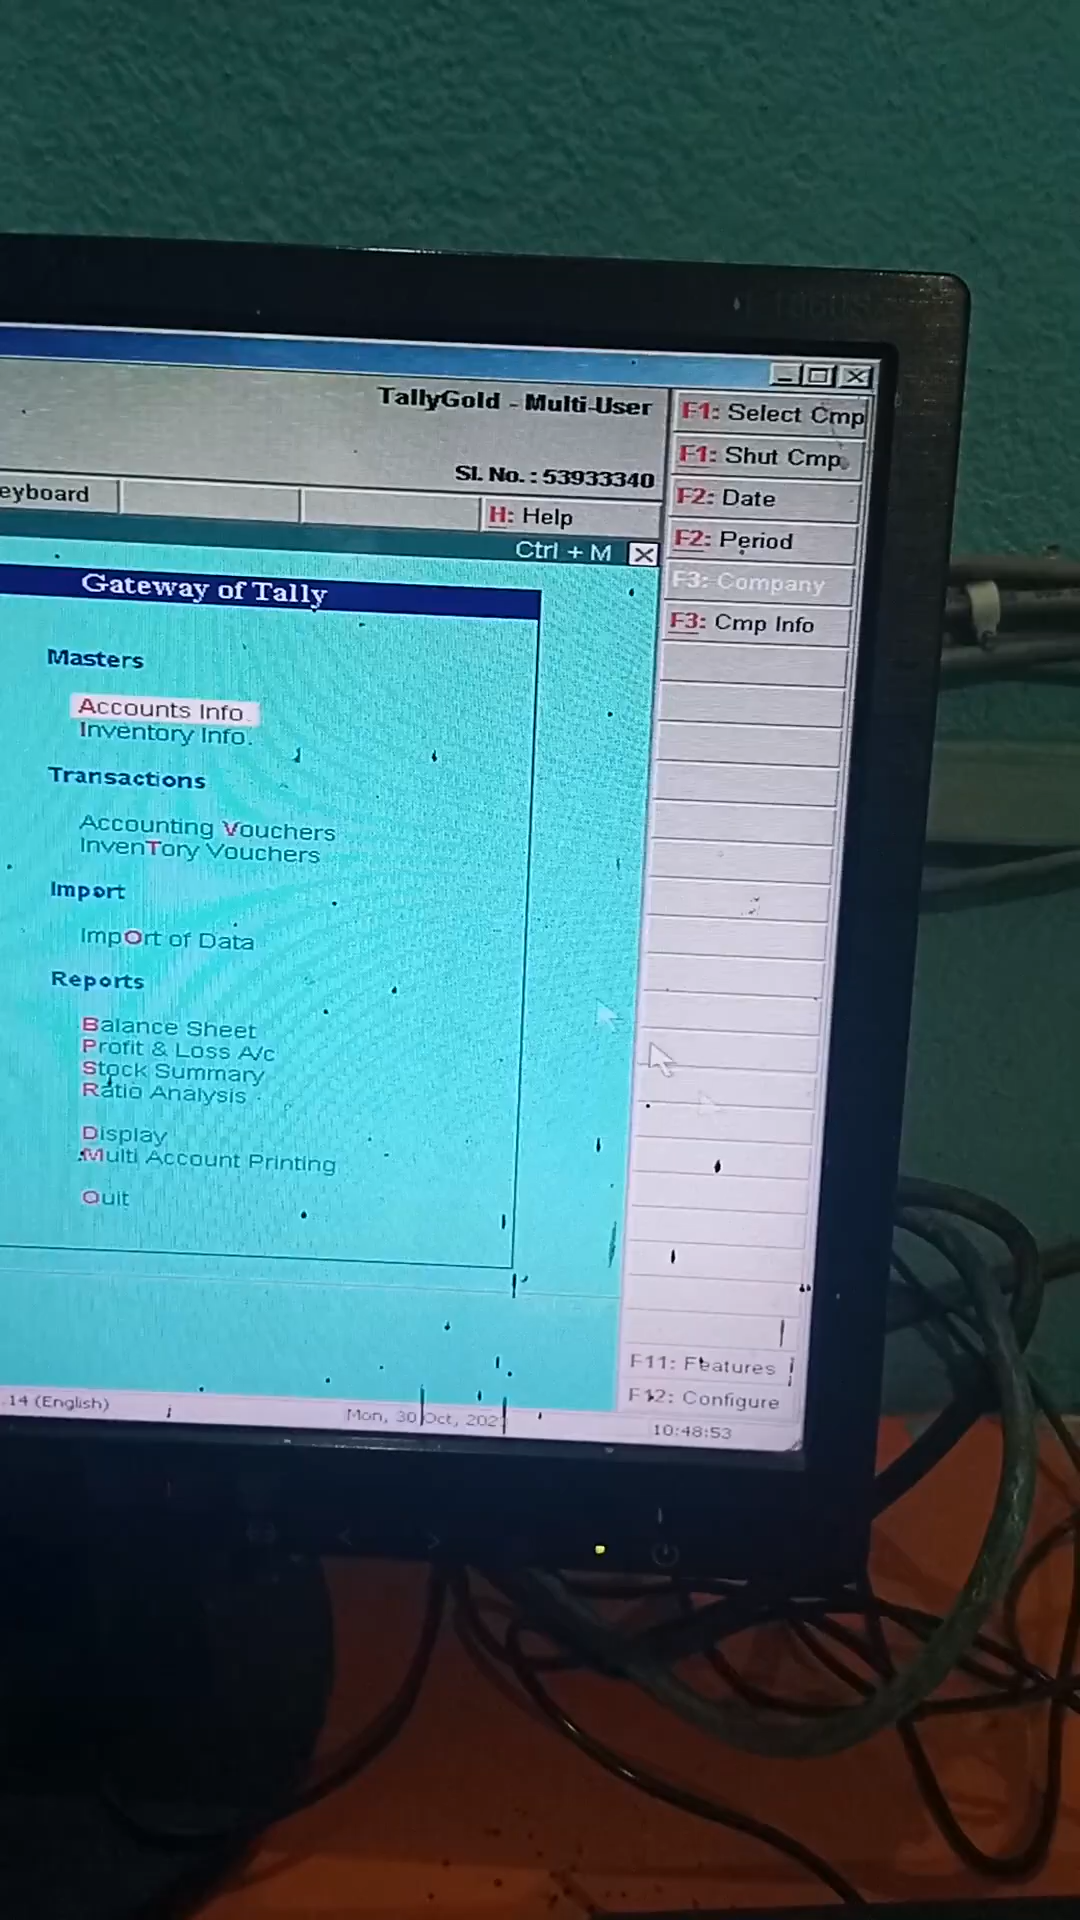 TallyGold - Multi-User
Sl. No. : 53933340
eyboard
H: Help
Ctrl + M
Gateway of Tally
Masters
Accounts Info.
Inventory Info.
Transactions
Accounting Vouchers
InvenTory Vouchers
Import
ImpOrt of Data
Reports
Balance Sheet
Profit & Loss A/c
Stock Summary
Ratio Analysis
Display
Multi Account Printing
Quit
F1: Select Cmp
F1: Shut Cmp
F2: Date
F2: Period
F3: Company
F3: Cmp Info
F11: Features
F12: Configure
.14 (English)
Mon, 30 Oct,
10:48:53